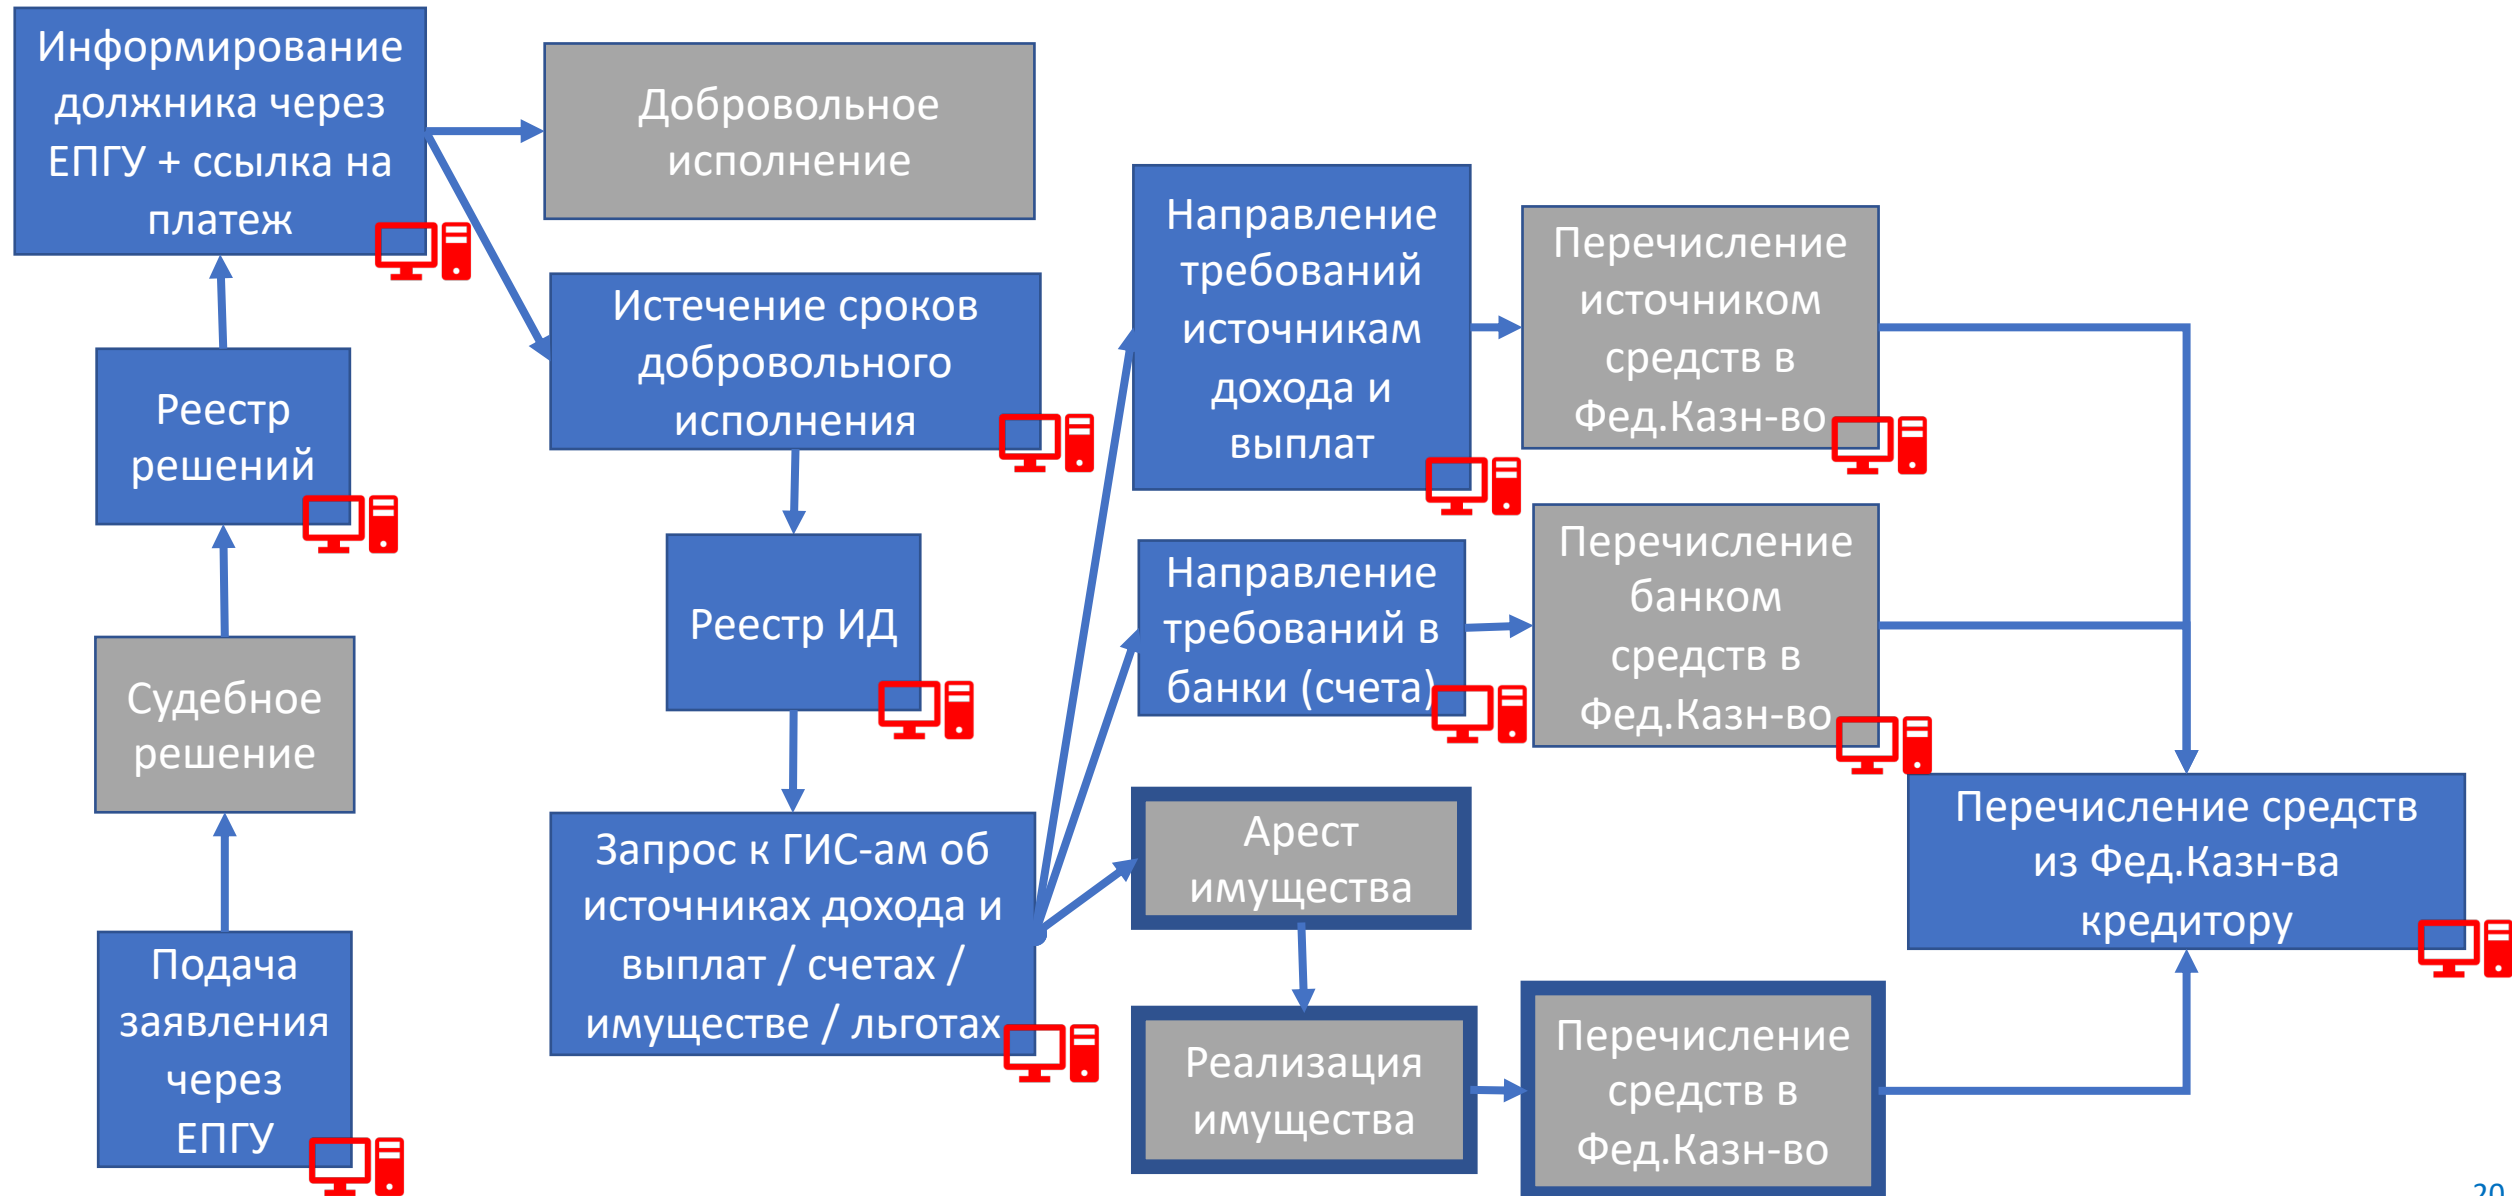 Информирование
должника через
ЕПГУ + ссылка на
платеж
Добровольное
исполнение
Истечение сроков
добровольного
исполнения
Реестр
решений
Судебное
решение
Подача
заявления
через
ЕПГУ
Реестр ИД
Запрос к ГИС-ам об
источниках дохода и
выплат / счетах /
имуществе / льготах
Направление
требований
источникам
дохода и
выплат
Перечисление
источником
средств в
Фед.Казн-во
Направление
требований в
банки (счета)
Перечисление
банком
средств в
Фед.Казн-во
Арест
имущества
Реализация
имущества
Перечисление
средств в
Фед.Казн-во
Перечисление средств
из Фед.Казн-ва
кредитору
20